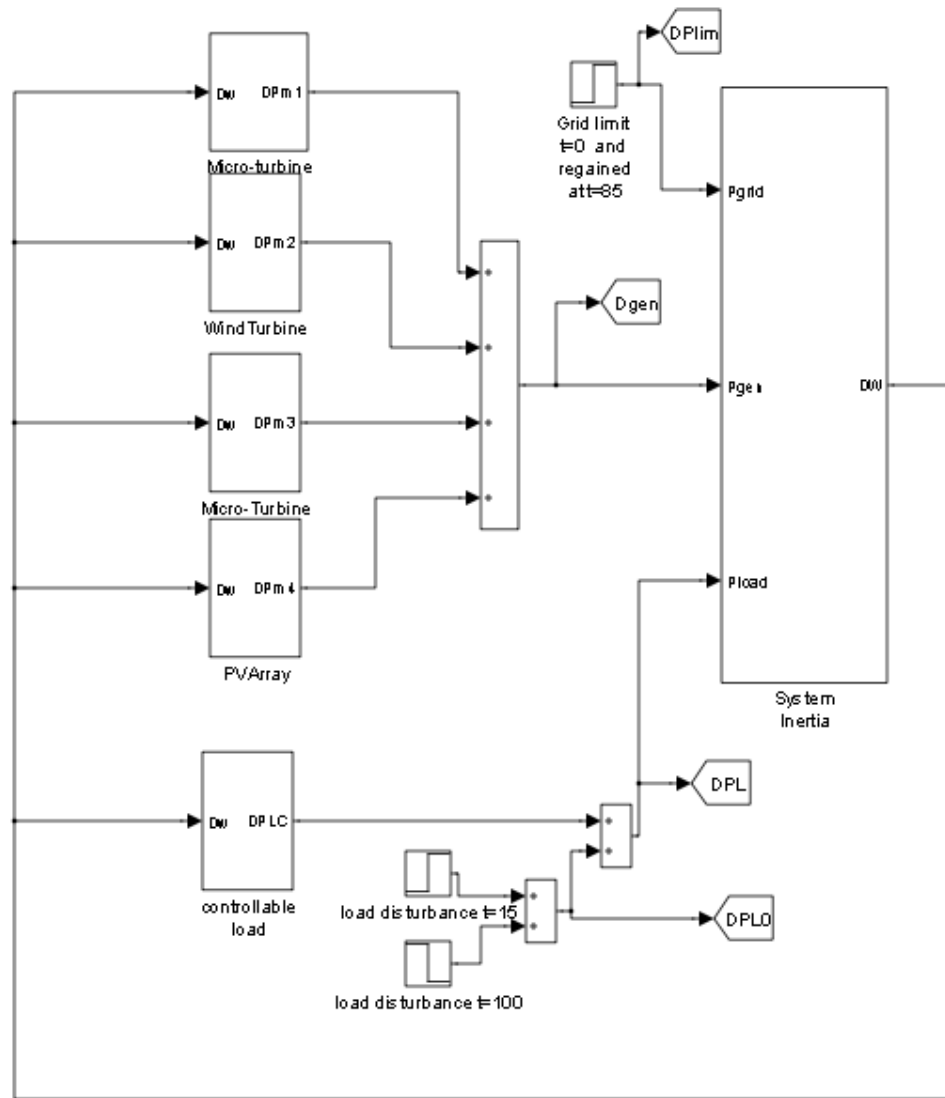 DPlim
Dw DPm1
Micro-turbine
Grid limit
t=0 and
regained
att=85
Pgrid
Dw DPm2
Wind Turbine
Dgen
Pgen
DW
Dw DPm3
Micro-Turbine
Dw DPm4
PVArray
Pload
System
Inertia
DPL
Dw DPLC
controllable
load
load disturbance t=15
DPL0
load disturbance t=100